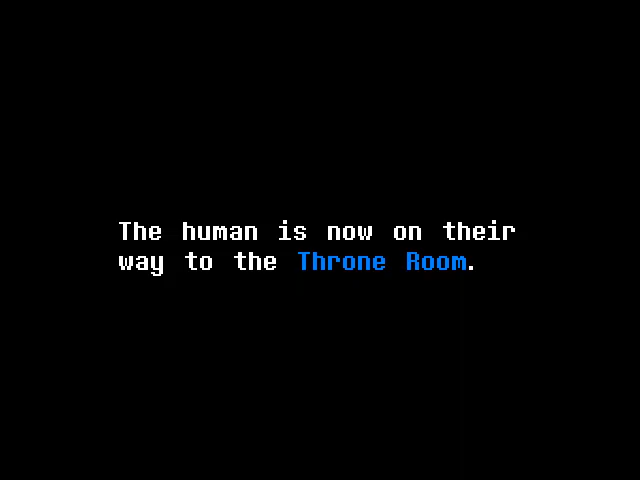 The human is now on their
way to the Throne Room.